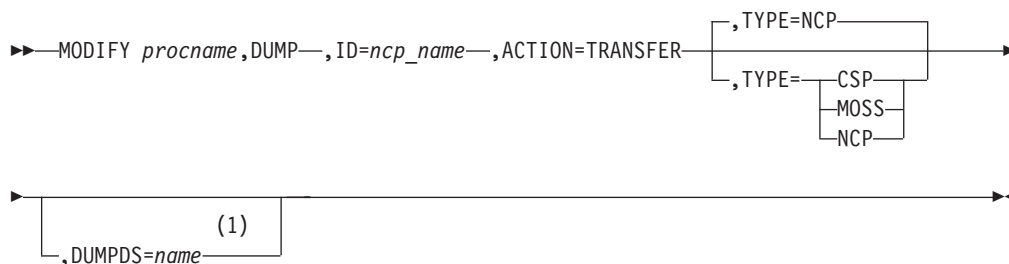 ,TYPE=NCP
MODIFY procname,DUMP ,ID=ncp_name ,ACTION=TRANSFER
,TYPE= CSP
MOSS
NCP
(1)
,DUMPDS=name